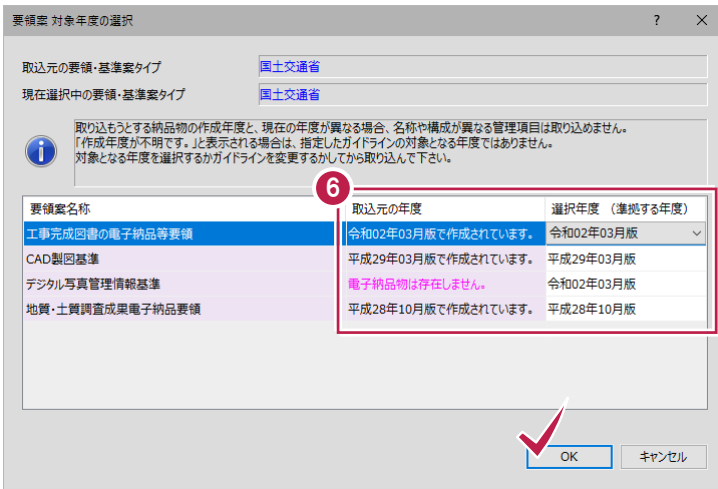 要領案 対象年度の選択 ? ×
取込元の要領・基準案タイプ 国土交通省
現在選択中の要領・基準案タイプ 国土交通省
取り込もうとする納品物の作成年度と、現在の年度が異なる場合、名称や構成が異なる管理項目は取り込めません。
「作成年度が不明です。」と表示される場合は、指定したガイドラインの対象となる年度ではありません。
対象となる年度を選択するかガイドラインを変更するかしてから取り込んで下さい。
6
要領案名称 取込元の年度 選択年度 (準拠する年度)
工事完成図書の電子納品等要領 令和02年03月版で作成されています。 令和02年03月版
CAD製図基準 平成29年03月版で作成されています。 平成29年03月版
デジタル写真管理情報基準 電子納品物は存在しません。 令和02年03月版
地質・土質調査成果電子納品要領 平成28年10月版で作成されています。 平成28年10月版
OK キャンセル